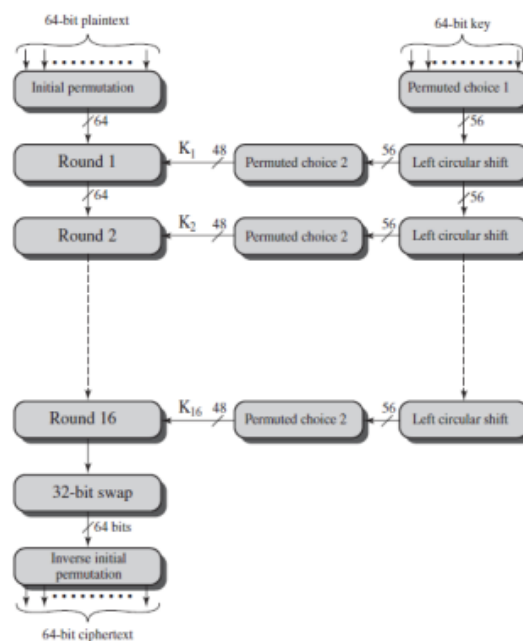 64-bit plaintext
64-bit key
Initial permutation
Permuted choice 1
64
56
Round 1
K1
48
Permuted choice 2
56
Left circular shift
64
56
Round 2
K2
48
Permuted choice 2
56
Left circular shift
Round 16
K16
48
Permuted choice 2
56
Left circular shift
32-bit swap
64 bits
Inverse initial
permutation
64-bit ciphertext